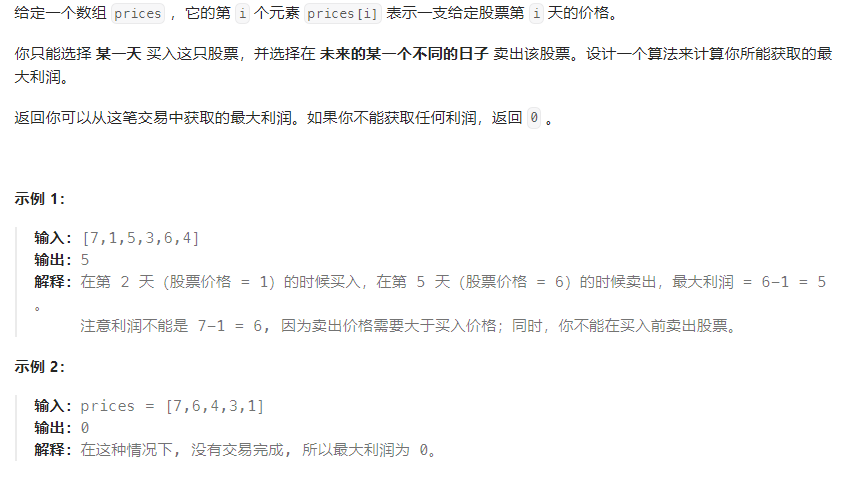 给定一个数组 prices ，它的第 i 个元素 prices[i] 表示一支给定股票第 i 天的价格。
你只能选择 某一天 买入这只股票，并选择在 未来的某一个不同的日子 卖出该股票。设计一个算法来计算你所能获取的最
大利润。
返回你可以从这笔交易中获取的最大利润。如果你不能获取任何利润，返回 0 。
示例 1：
输入：[7,1,5,3,6,4]
输出：5
解释：在第 2 天（股票价格 = 1）的时候买入，在第 5 天（股票价格 = 6）的时候卖出，最大利润 = 6-1 = 5
。
注意利润不能是 7-1 = 6, 因为卖出价格需要大于买入价格；同时，你不能在买入前卖出股票。
示例 2：
输入：prices = [7,6,4,3,1]
输出：0
解释：在这种情况下, 没有交易完成, 所以最大利润为 0。